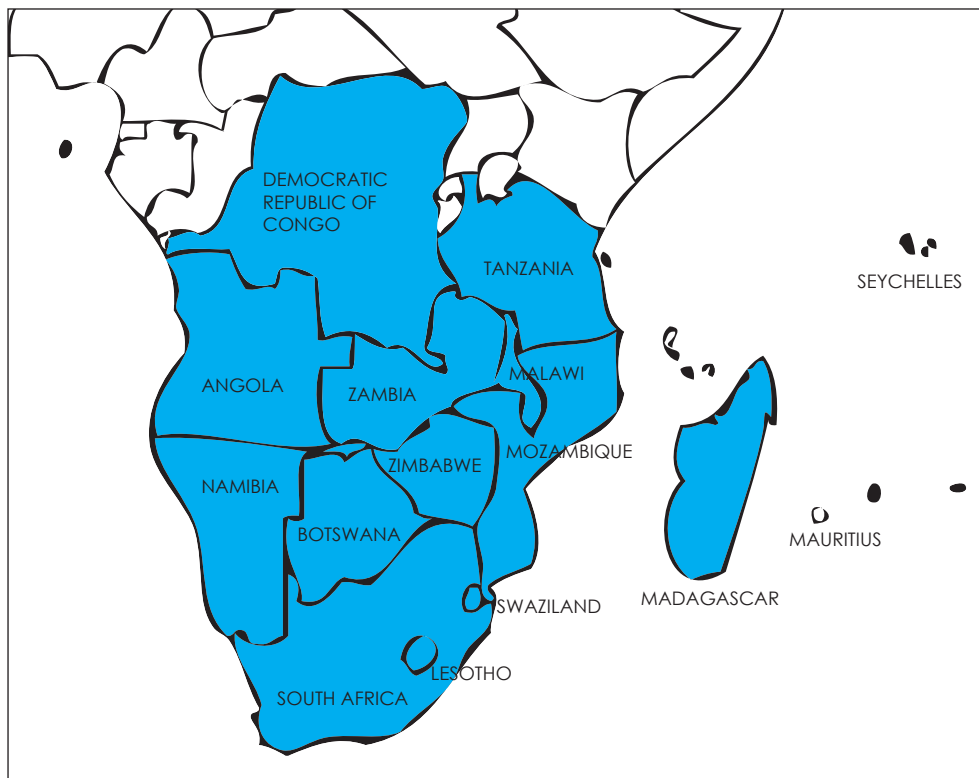 DEMOCRATIC
REPUBLIC OF
CONGO
TANZANIA
SEYCHELLES
ANGOLA
ZAMBIA
MALAWI
MOZAMBIQUE
ZIMBABWE
NAMIBIA
BOTSWANA
MAURITIUS
MADAGASCAR
SWAZILAND
LESOTHO
SOUTH AFRICA